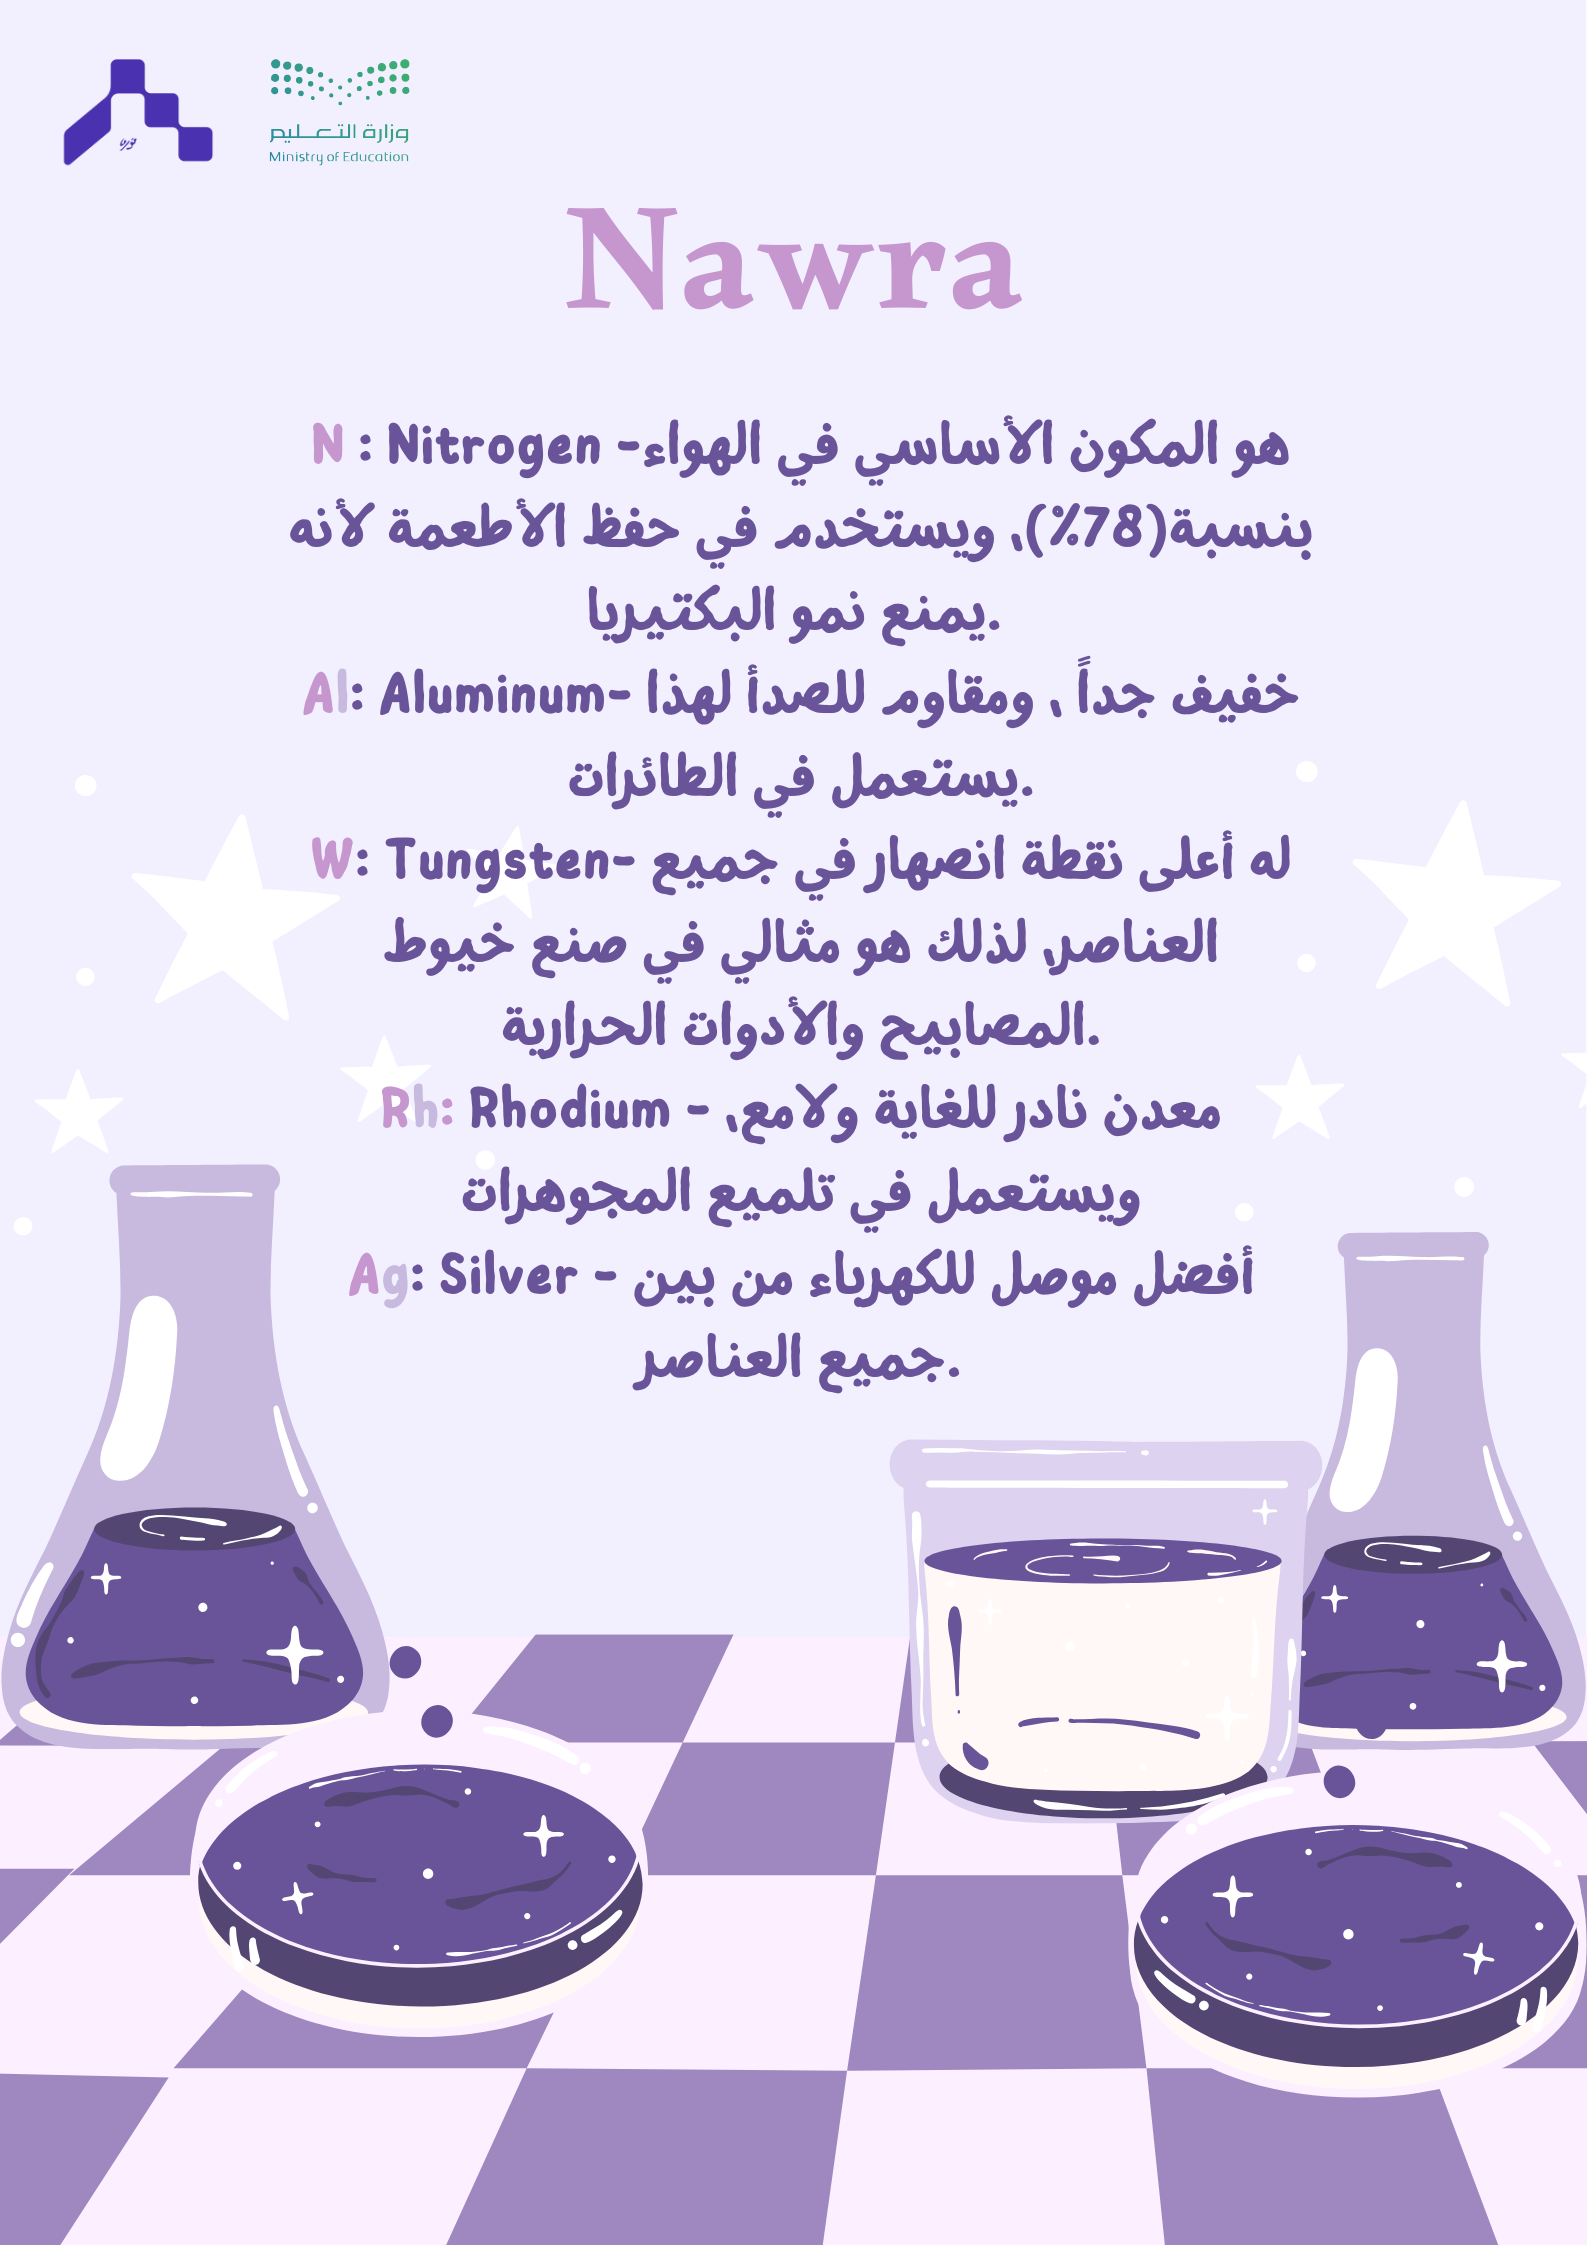 وزارة التعليم
Ministry of Education
Nawra
N : Nitrogen -هو المكون الأساسي في الهواء
بنسبة(78%)، ويستخدم في حفظ الأطعمة لأنه
يمنع نمو البكتيريا.
Al: Aluminum- خفيف جداً ، ومقاوم للصدأ لهذا
يستعمل في الطائرات.
W: Tungsten- له أعلى نقطة انصهار في جميع
العناصر، لذلك هو مثالي في صنع خيوط
المصابيح والأدوات الحرارية.
Rh: Rhodium - معدن نادر للغاية ولامع،
ويستعمل في تلميع المجوهرات
Ag: Silver - أفضل موصل للكهرباء من بين
جميع العناصر.